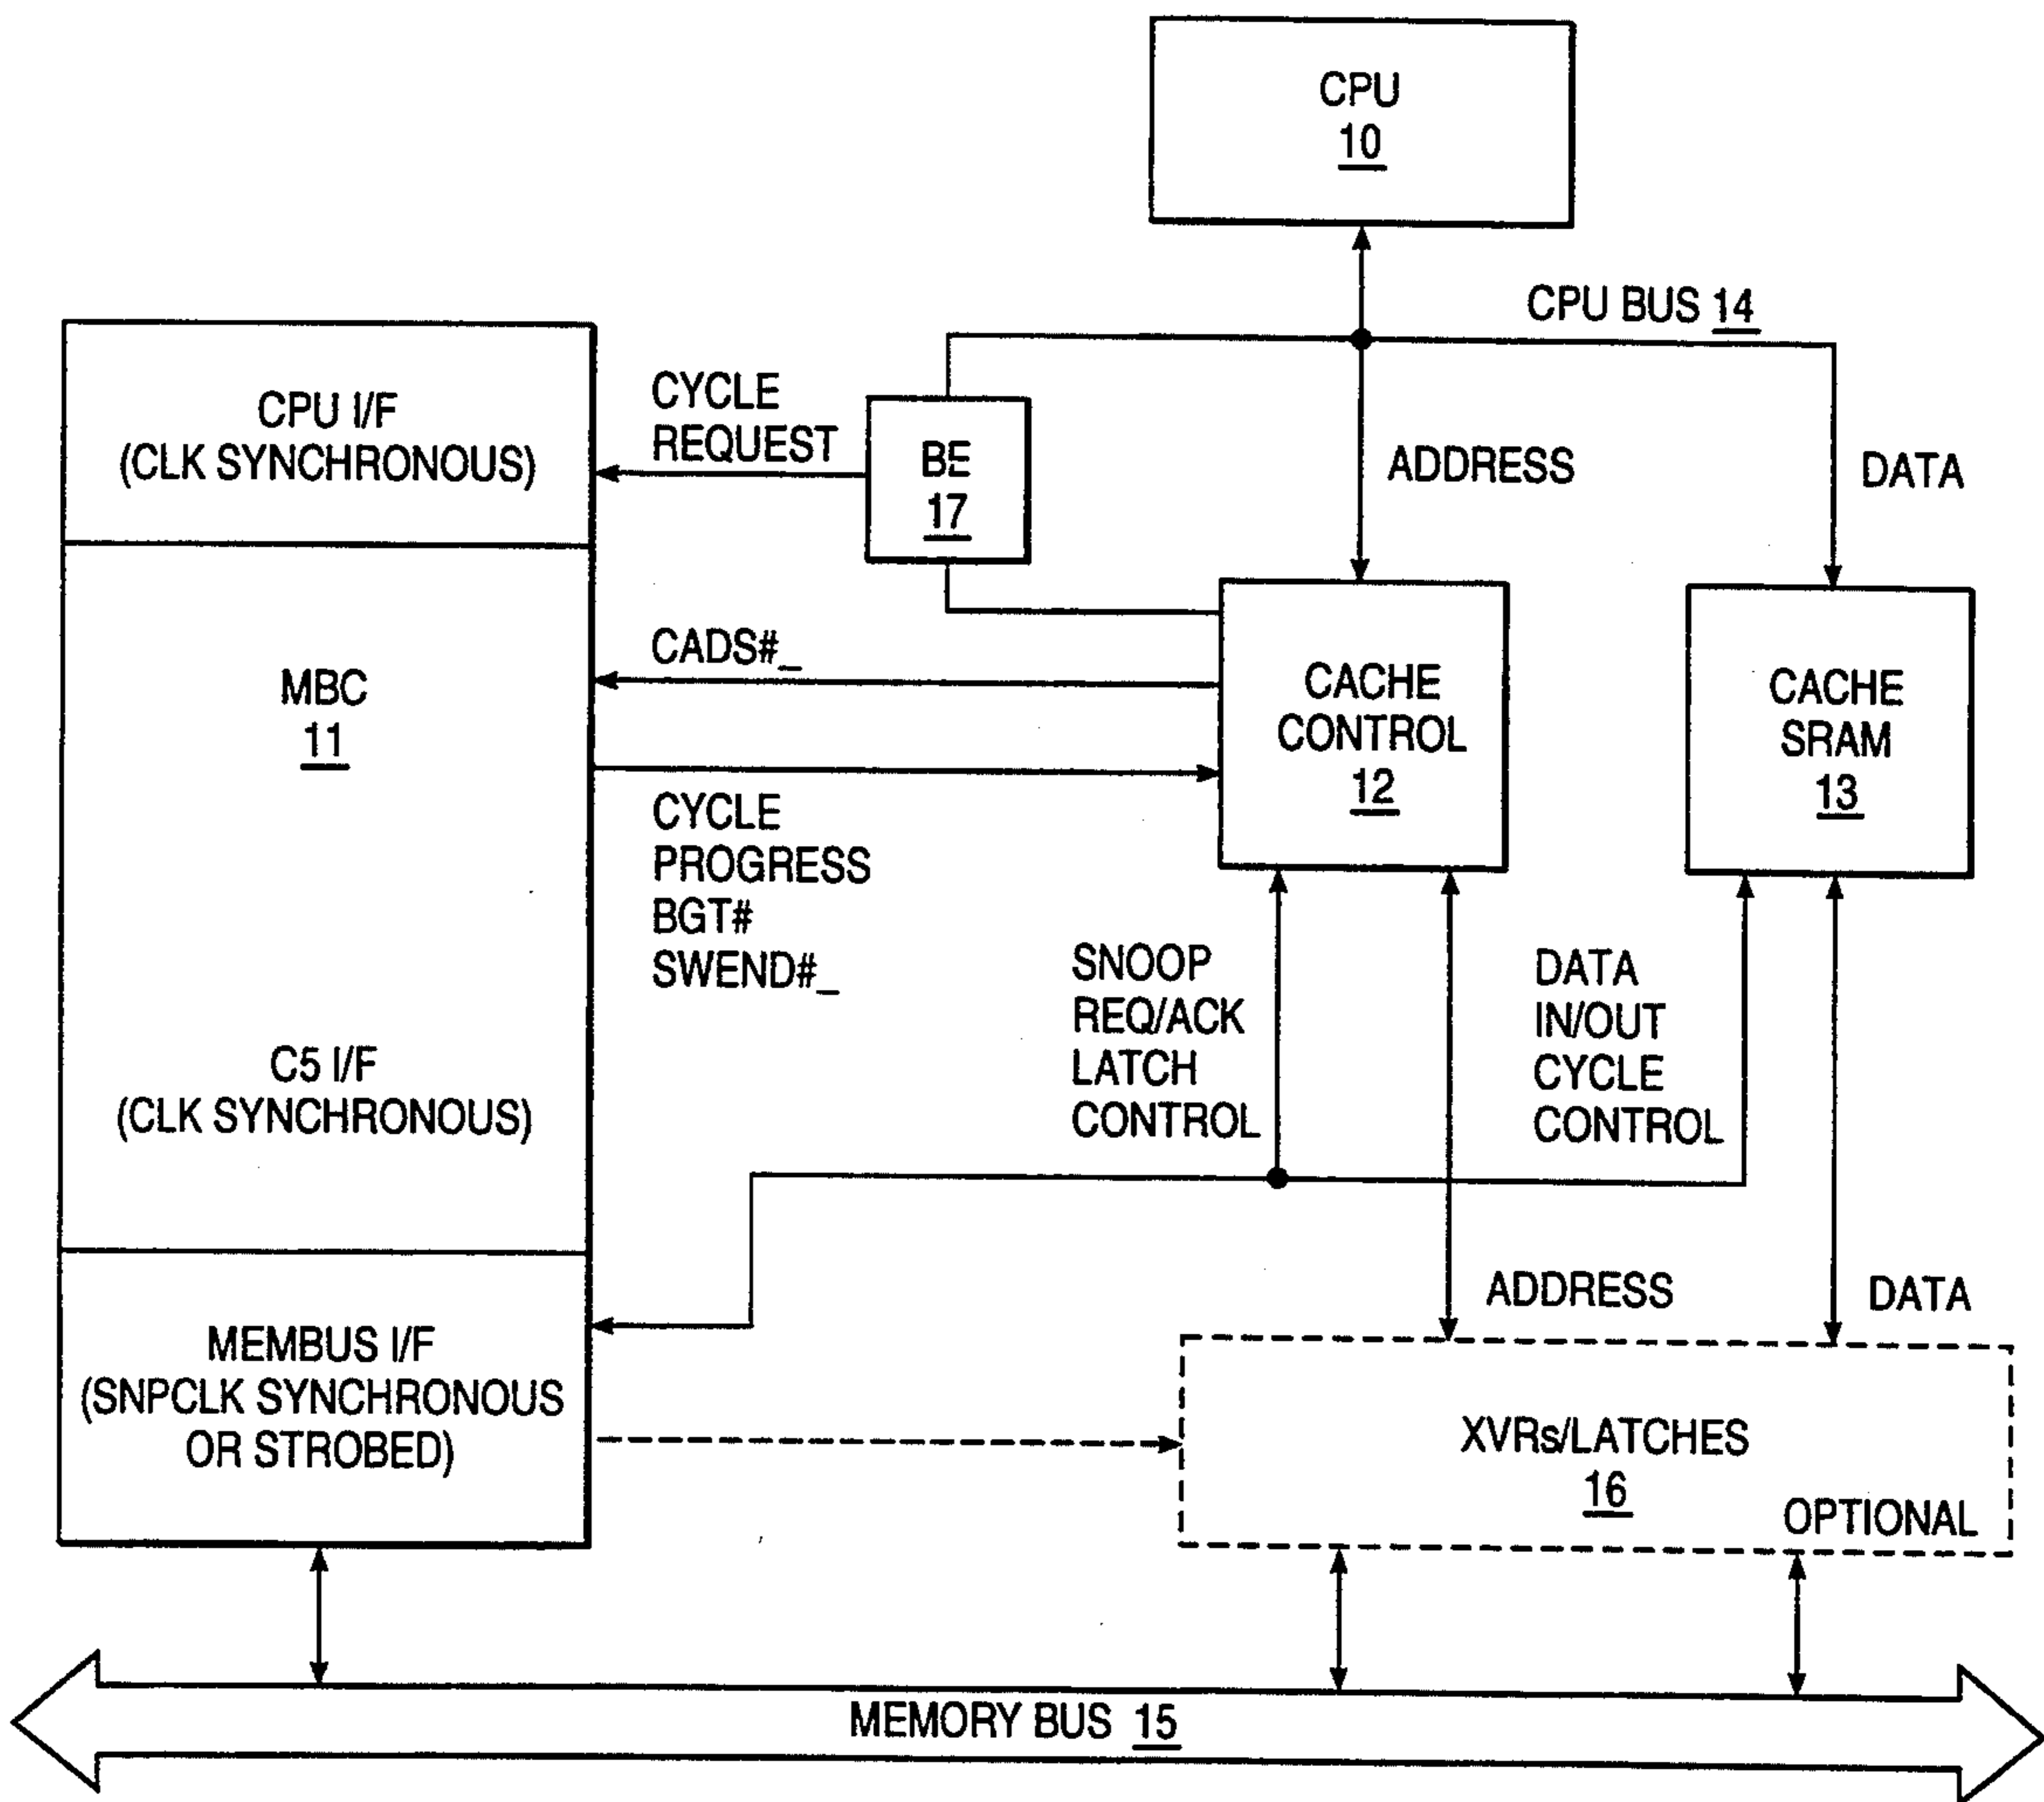 CPU
10
CPU BUS 14
CPU I/F
(CLK SYNCHRONOUS)
CYCLE
REQUEST
BE
17
ADDRESS
DATA
MBC
11
CADS#_
CACHE
CONTROL
12
CACHE
SRAM
13
CYCLE
PROGRESS
BGT#
SWEND#_
SNOOP
REQ/ACK
LATCH
CONTROL
DATA
IN/OUT
CYCLE
CONTROL
C5 I/F
(CLK SYNCHRONOUS)
ADDRESS
DATA
MEMBUS I/F
(SNPCLK SYNCHRONOUS
OR STROBED)
XVRs/LATCHES
16
OPTIONAL
MEMORY BUS 15